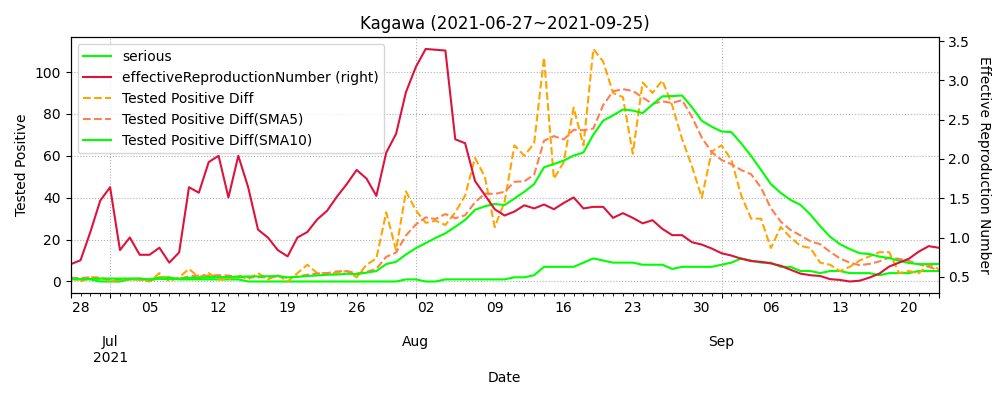 Kagawa (2021-06-27~2021-09-25)
serious
effectiveReproductionNumber (right)
Tested Positive Diff
Tested Positive Diff(SMA5)
Tested Positive Diff(SMA10)
Tested Positive
100
80
60
40
20
0
3.5
3.0
2.5
2.0
1.5
1.0
0.5
Effective Reproduction Number
28 05 12 19 26 02 09 16 23 30 06 13 20
Jul Aug Sep
2021
Date